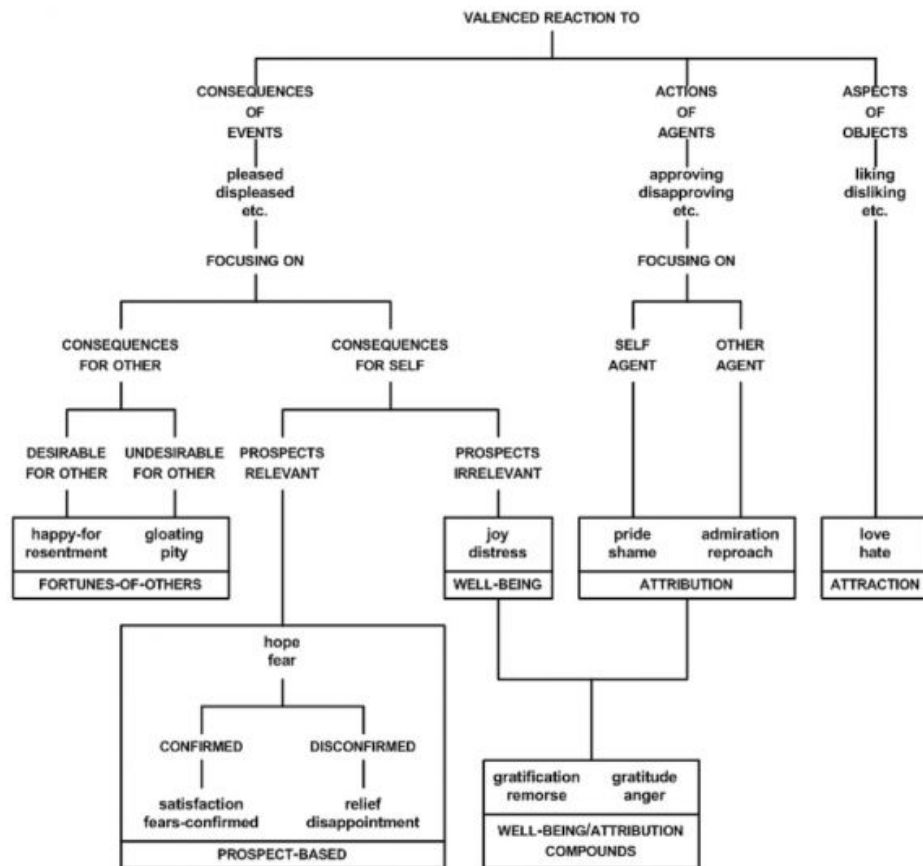 VALENCED REACTION TO
CONSEQUENCES
OF
EVENTS
ACTIONS
OF
AGENTS
ASPECTS
OF
OBJECTS
pleased
displeased
etc.
approving
disapproving
etc.
liking
disliking
etc.
FOCUSING ON
FOCUSING ON
CONSEQUENCES
FOR OTHER
CONSEQUENCES
FOR SELF
SELF
AGENT
OTHER
AGENT
DESIRABLE
FOR OTHER
UNDESIRABLE
FOR OTHER
PROSPECTS
RELEVANT
PROSPECTS
IRRELEVANT
happy-for
resentment
gloating
pity
FORTUNES-OF-OTHERS
joy
distress
WELL-BEING
pride
shame
admiration
reproach
ATTRIBUTION
love
hate
ATTRACTION
hope
fear
CONFIRMED
DISCONFIRMED
satisfaction
fears-confirmed
relief
disappointment
PROSPECT-BASED
gratification
remorse
gratitude
anger
WELL-BEING/ATTRIBUTION
COMPOUNDS